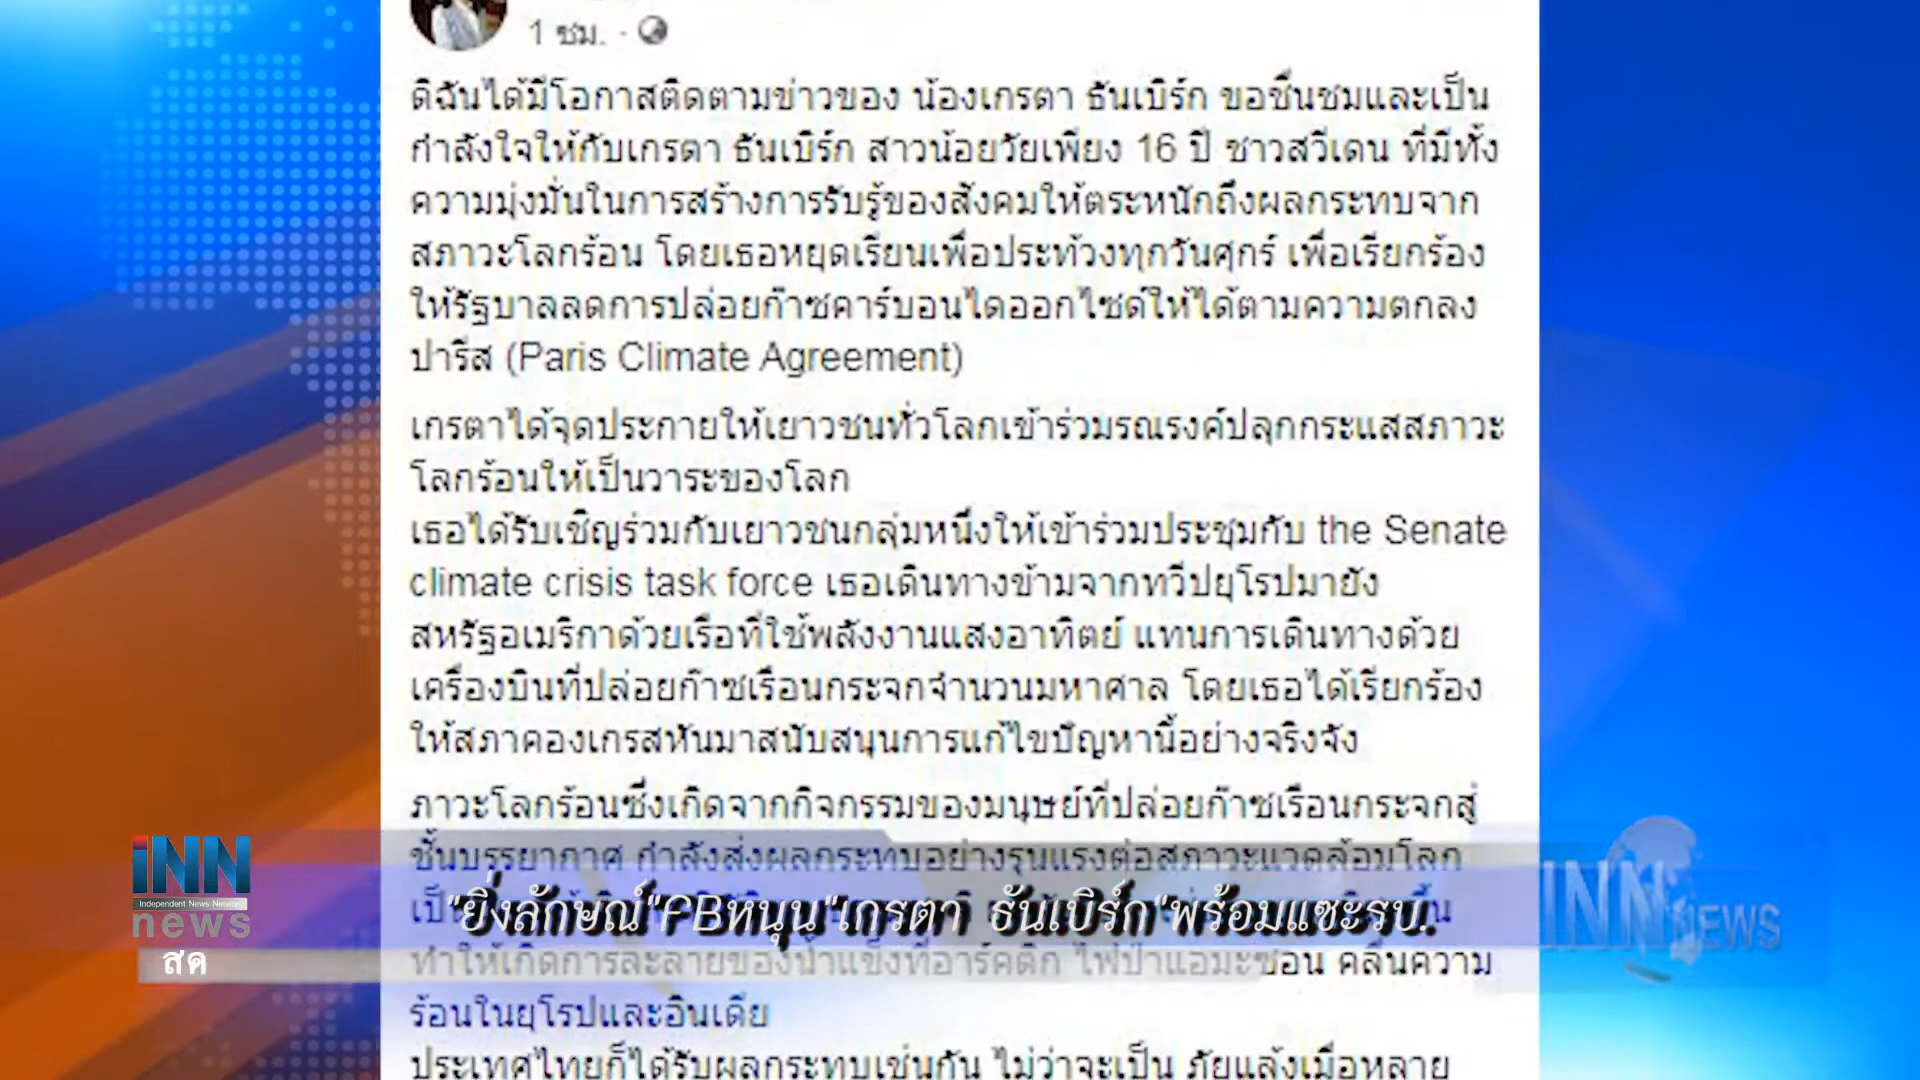 1 ชม.
ดิฉันได้มีโอกาสติดตามข่าวของ น้องเกรตา ธันเบิร์ก ขอชื่นชมและเป็น
กำลังใจให้กับเกรตา ธันเบิร์ก สาวน้อยวัยเพียง 16 ปี ชาวสวีเดน ที่มีทั้ง
ความมุ่งมั่นในการสร้างการรับรู้ของสังคมให้ตระหนักถึงผลกระทบจาก
สภาวะโลกร้อน โดยเธอหยุดเรียนเพื่อประท้วงทุกวันศุกร์ เพื่อเรียกร้อง
ให้รัฐบาลลดการปล่อยก๊าซคาร์บอนไดออกไซด์ให้ได้ตามความตกลง
ปารีส (Paris Climate Agreement)
เกรตาได้จุดประกายให้เยาวชนทั่วโลกเข้าร่วมรณรงค์ปลุกกระแสสภาวะ
โลกร้อนให้เป็นวาระของโลก
เธอได้รับเชิญร่วมกับเยาวชนกลุ่มหนึ่งให้เข้าร่วมประชุมกับ the Senate
climate crisis task force เธอเดินทางข้ามจากทวีปยุโรปมายัง
สหรัฐอเมริกาด้วยเรือที่ใช้พลังงานแสงอาทิตย์ แทนการเดินทางด้วย
เครื่องบินที่ปล่อยก๊าซเรือนกระจกจำนวนมหาศาล โดยเธอได้เรียกร้อง
ให้สภาคองเกรสหันมาสนับสนุนการแก้ไขปัญหานี้อย่างจริงจัง
ภาวะโลกร้อนซึ่งเกิดจากกิจกรรมของมนุษย์ที่ปล่อยก๊าซเรือนกระจกสู่
ชั้นบรรยากาศ กำลังส่งผลกระทบอย่างรุนแรงต่อสภาวะแวดล้อมโลก
iNN
Independent News Network
news
"ยิ่งลักษณ์"FBหนุน"เกรตา ธันเบิร์ก"พร้อมแซะรบ.
INN NEWS
สด
ทำให้เกิดการละลายของน้ำแข็งที่อาร์คติก ไฟป่าแอมะซอน คลื่นความ
ร้อนในยุโรปและอินเดีย
ประเทศไทยก็ได้รับผลกระทบเช่นกัน ไม่ว่าจะเป็น ภัยแล้งเมื่อหลาย